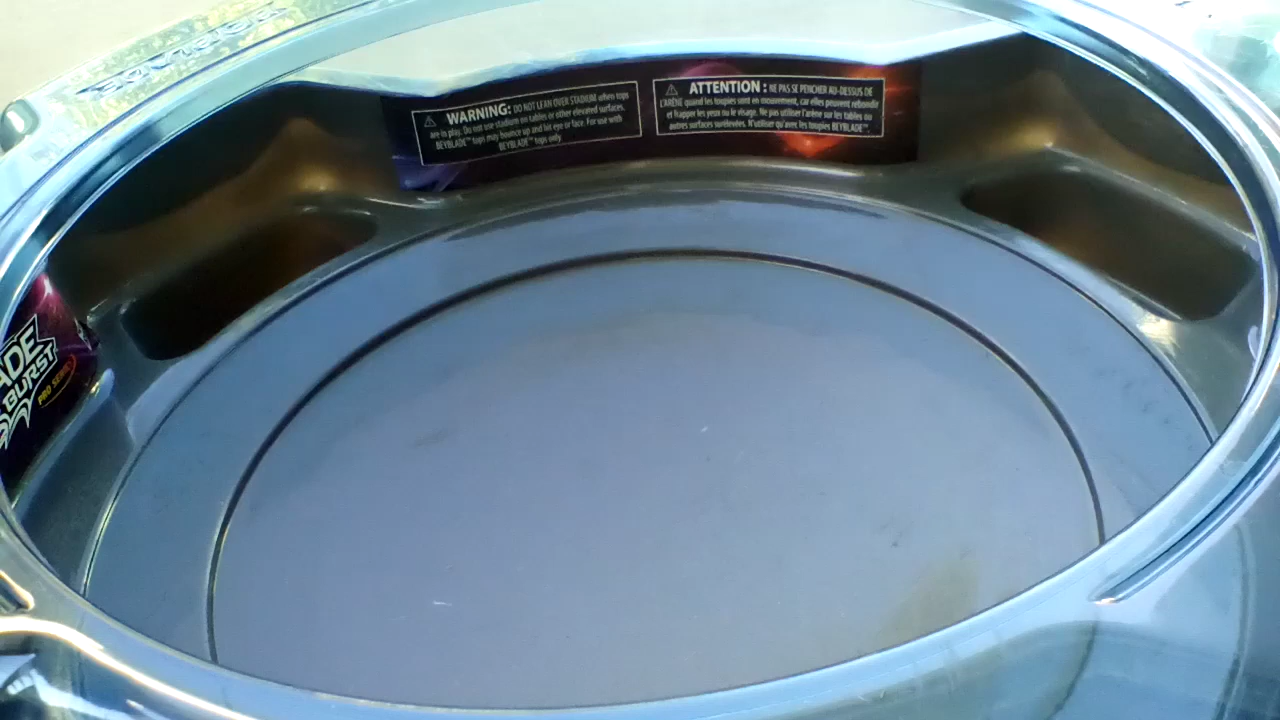 WARNING: DO NOT LEAN OVER STADIUM when tops
are in play. Do not use stadium on tables or other elevated surfaces.
BEYBLADE™ tops may bounce up and hit eye or face. For use with
BEYBLADE™ tops only.
ATTENTION : NE PAS SE PENCHER AU-DESSUS DE
L'ARÈNE quand les toupies sont en mouvement, car elles peuvent rebondir
et frapper les yeux ou le visage. Ne pas utiliser l'arène sur les tables ou
autres surfaces surélevées. N'utiliser qu'avec les toupies BEYBLADE™.
ADE
BURST
PRO SERIES